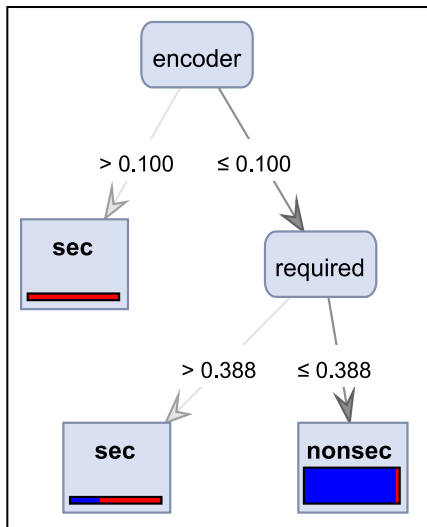 encoder
> 0.100
≤ 0.100
sec
required
> 0.388
≤ 0.388
sec
nonsec